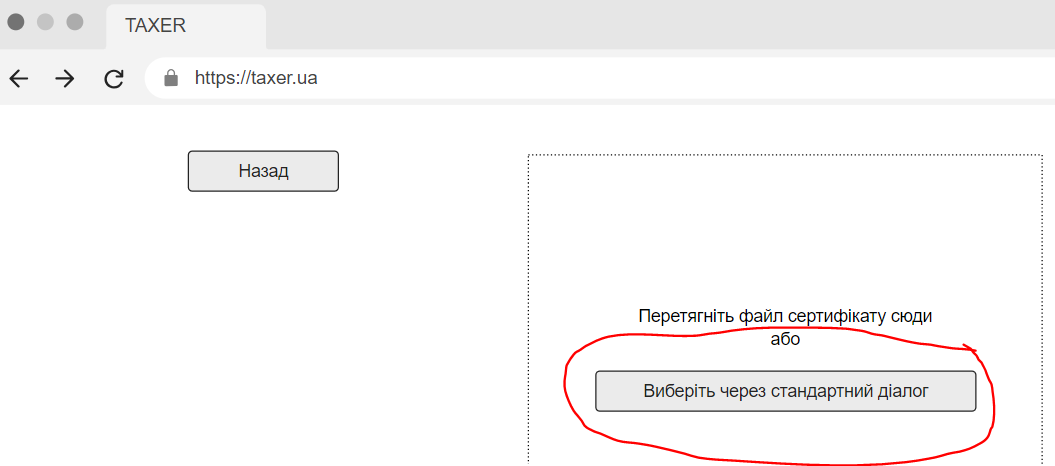 TAXER
https://taxer.ua
Назад
Перетягніть файл сертифікату сюди
або
Виберіть через стандартний діалог